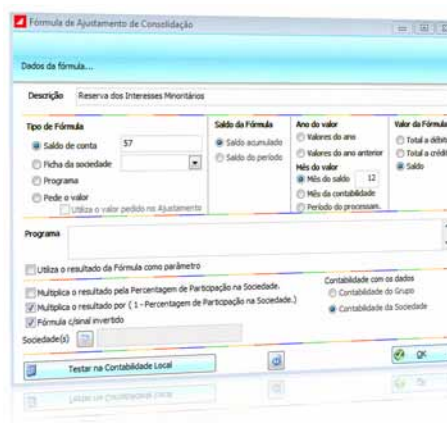 Fórmula de Ajustamento de Consolidação
Dados da fórmula...
Descrição Reserva dos Interesses Minoritários
Tipo de Fórmula
Saldo de conta 57
Ficha da sociedade
Programa
Pede o valor
Utiliza o valor pedido no Ajustamento
Saldo da Fórmula
Saldo acumulado
Saldo do período
Ano do valor
Valores do ano
Valores do ano anterior
Mês do valor
Mês do saldo 12
Mês da contabilidade
Período do processam.
Valor da Fórmula
Total a débito
Total a crédit
Saldo
Programa
Utiliza o resultado da Fórmula como parâmetro
Multiplica o resultado pela Percentagem de Participação na Sociedade.
Multiplica o resultado por ( 1 - Percentagem de Participação na Sociedade.)
Fórmula c/sinal invertido
Contabilidade com os dados
Contabilidade do Grupo
Contabilidade da Sociedade
Sociedade(s)
Testar na Contabilidade Local
OK